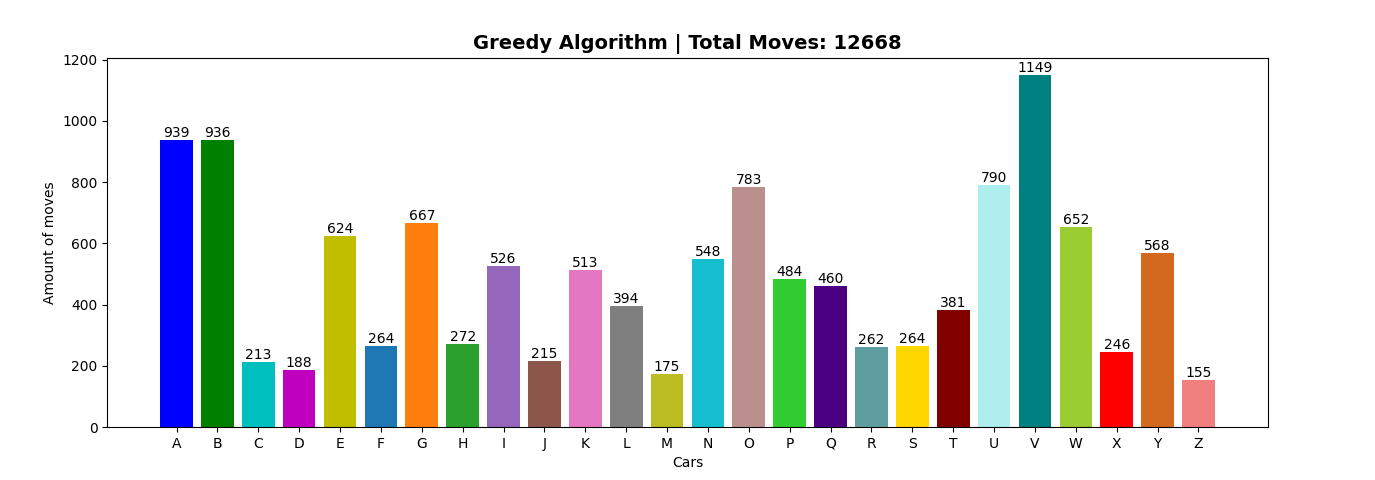 Greedy Algorithm | Total Moves: 12668
Amount of moves
1200
1000
800
600
400
200
0
939 936 213 188 624 264 667 272 526 215 513 394 175 548 783 484 460 262 264 381 790 1149 652 246 568 155
A B C D E F G H I J K L M N O P Q R S T U V W X Y Z
Cars